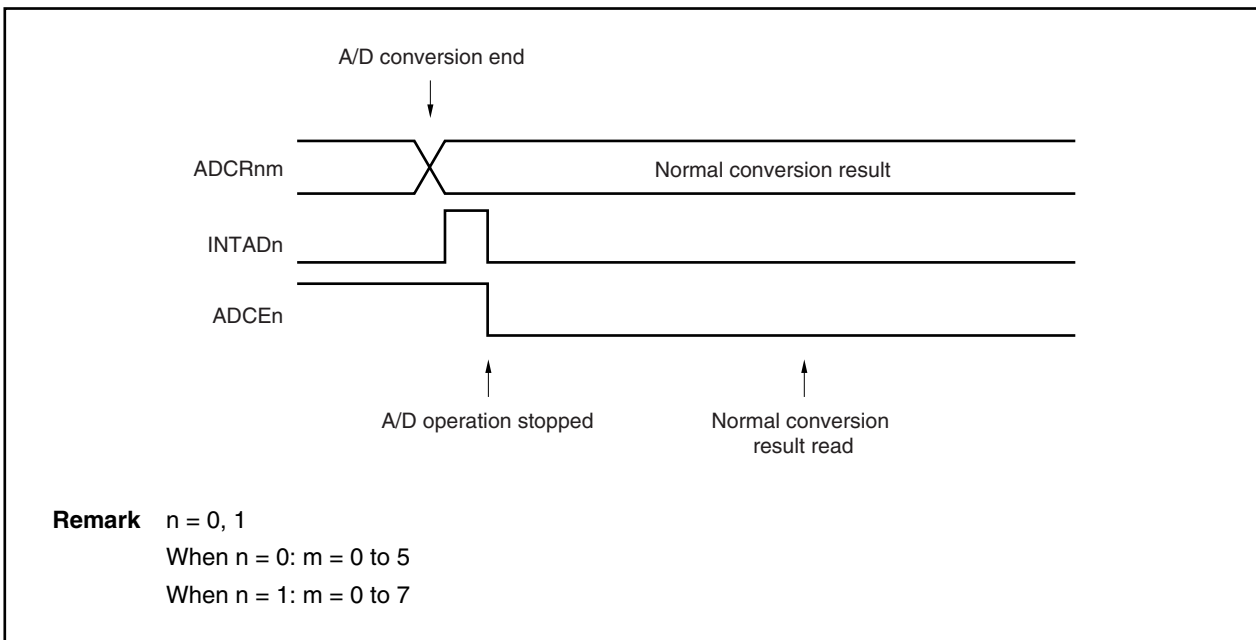 A/D conversion end
ADCRnm
Normal conversion result
INTADn
ADCEn
A/D operation stopped
Normal conversion
result read
Remark n = 0, 1
When n = 0: m = 0 to 5
When n = 1: m = 0 to 7